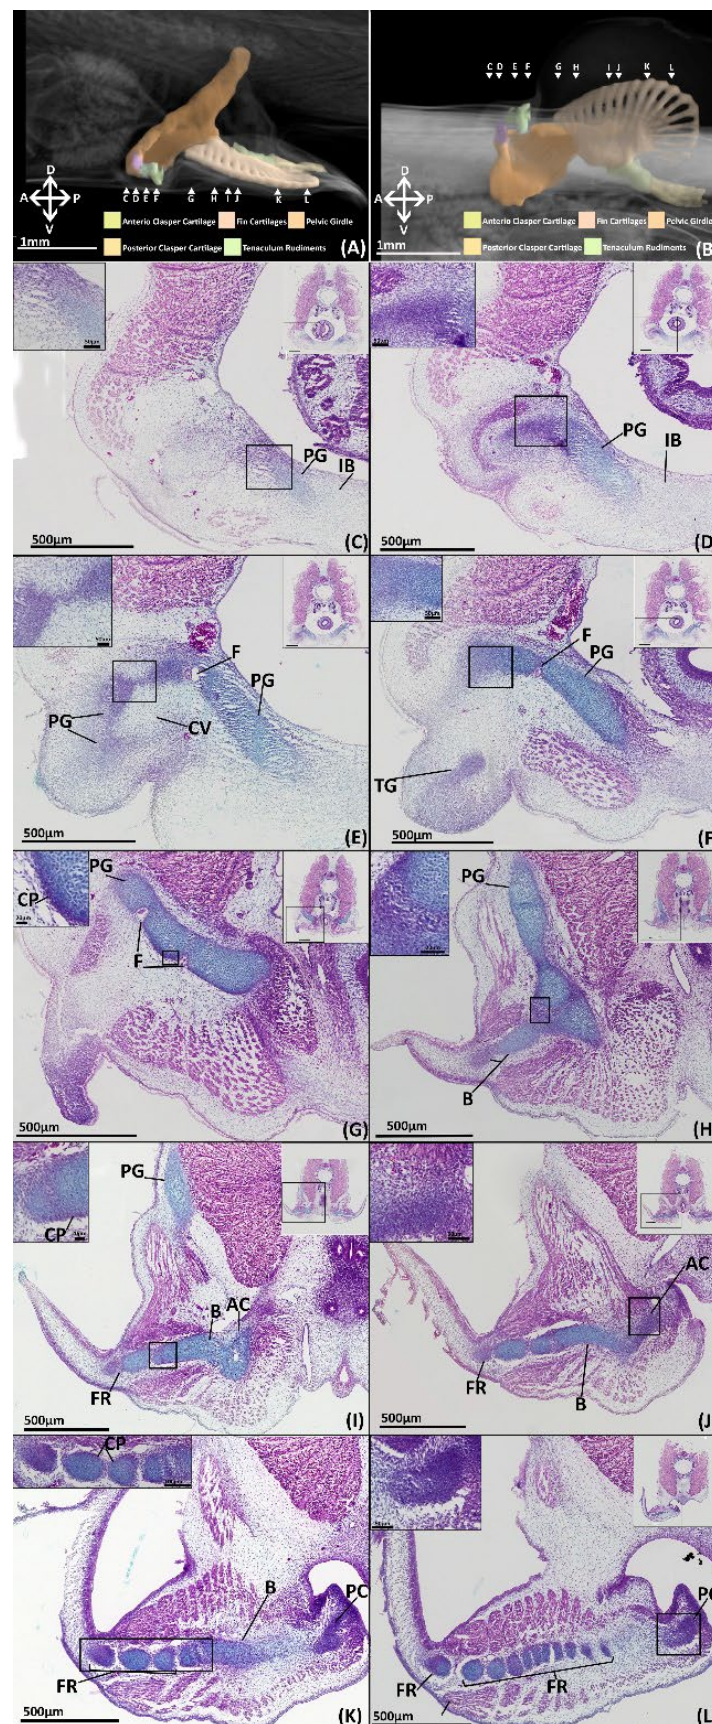 D
A P
V
C D E F G H I J K L
Anterio Clasper Cartilage Fin Cartilages Pelvic Girdle
Posterior Clasper Cartilage Tenaculum Rudiments
1mm
(A)
C D E F G H I J K L
D
A P
V
Anterio Clasper Cartilage Fin Cartilages Pelvic Girdle
Posterior Clasper Cartilage Tenaculum Rudiments
1mm
(B)
50µm
PG
IB
500µm
(C)
PG
IB
500µm
(D)
F
PG
PG
CV
500µm
(E)
F
PG
TG
500µm
(F)
PG
CP
F
500µm
(G)
PG
B
500µm
(H)
PG
CP
B
AC
FR
500µm
(I)
AC
FR
B
500µm
(J)
CP
B
PC
FR
500µm
(K)
PC
FR
FR
500µm
(L)